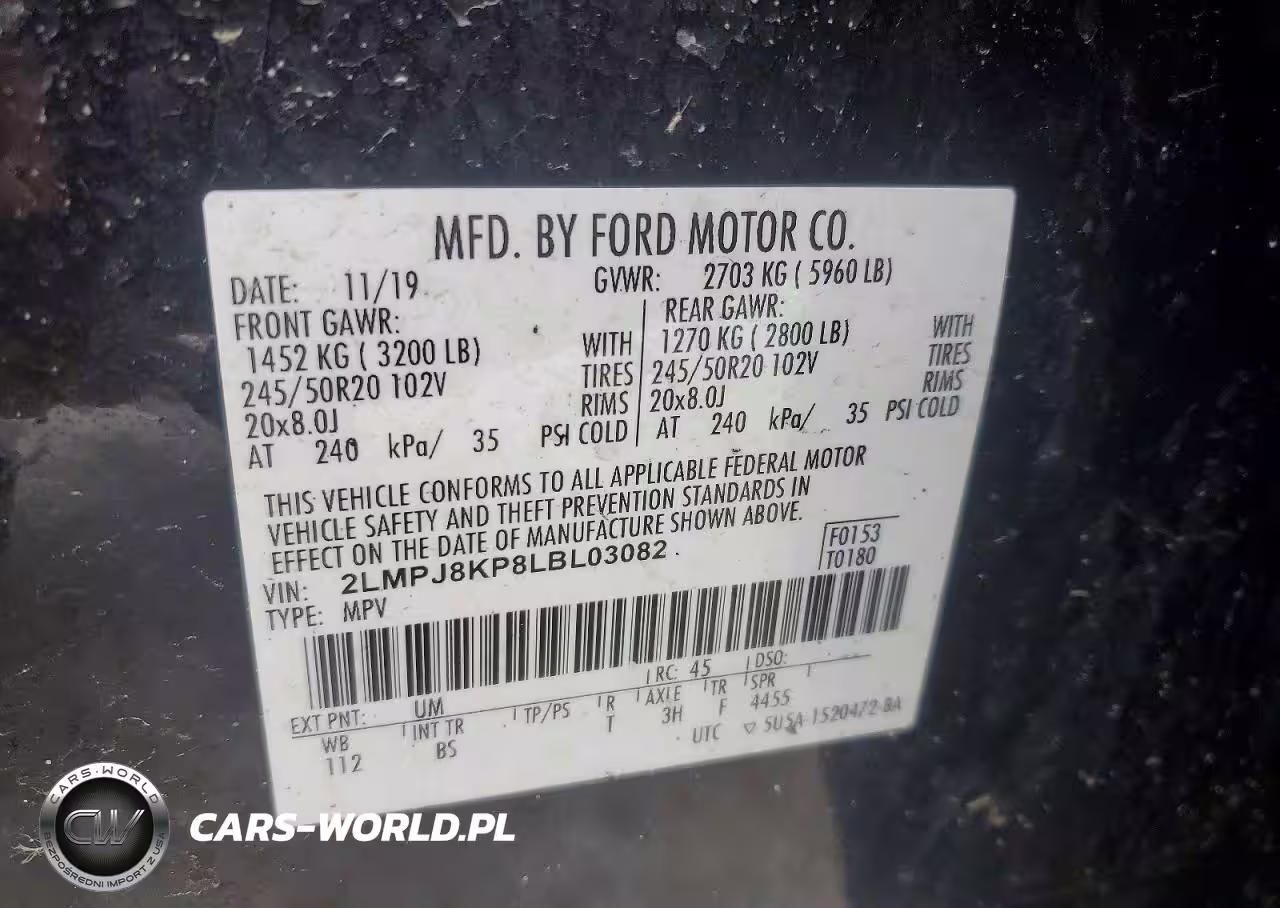 MFD. BY FORD MOTOR CO.
DATE: 11/19 GVWR: 2703 KG ( 5960 LB)
FRONT GAWR: REAR GAWR:
1452 KG ( 3200 LB) WITH 1270 KG ( 2800 LB) WITH
245/50R20 102V TIRES 245/50R20 102V TIRES
20x8.0J RIMS 20x8.0J RIMS
AT 240 kPa/ 35 PSI COLD AT 240 kPa/ 35 PSI COLD
THIS VEHICLE CONFORMS TO ALL APPLICABLE FEDERAL MOTOR
VEHICLE SAFETY AND THEFT PREVENTION STANDARDS IN
EFFECT ON THE DATE OF MANUFACTURE SHOWN ABOVE.
VIN: 2LMPJ8KP8LBL03082
F0153
TYPE: MPV
T0180
EXT PNT: UM RC: 45 DSO:
WB INT TR TP/PS R AXLE TR SPR
112 BS T 3H F 4455
UTC ▽ 5USA-1520472-BA
CARS-WORLD
CW
BEZPOŚREDNI IMPORT Z USA
CARS-WORLD.PL